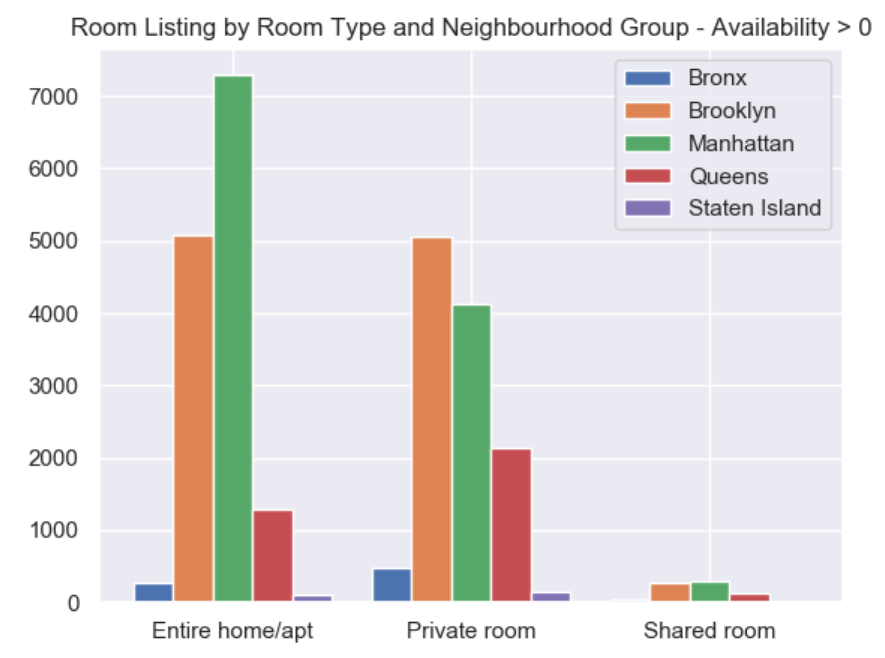 Room Listing by Room Type and Neighbourhood Group - Availability > 0
Bronx
Brooklyn
Manhattan
Queens
Staten Island
7000
6000
5000
4000
3000
2000
1000
0
Entire home/apt Private room Shared room